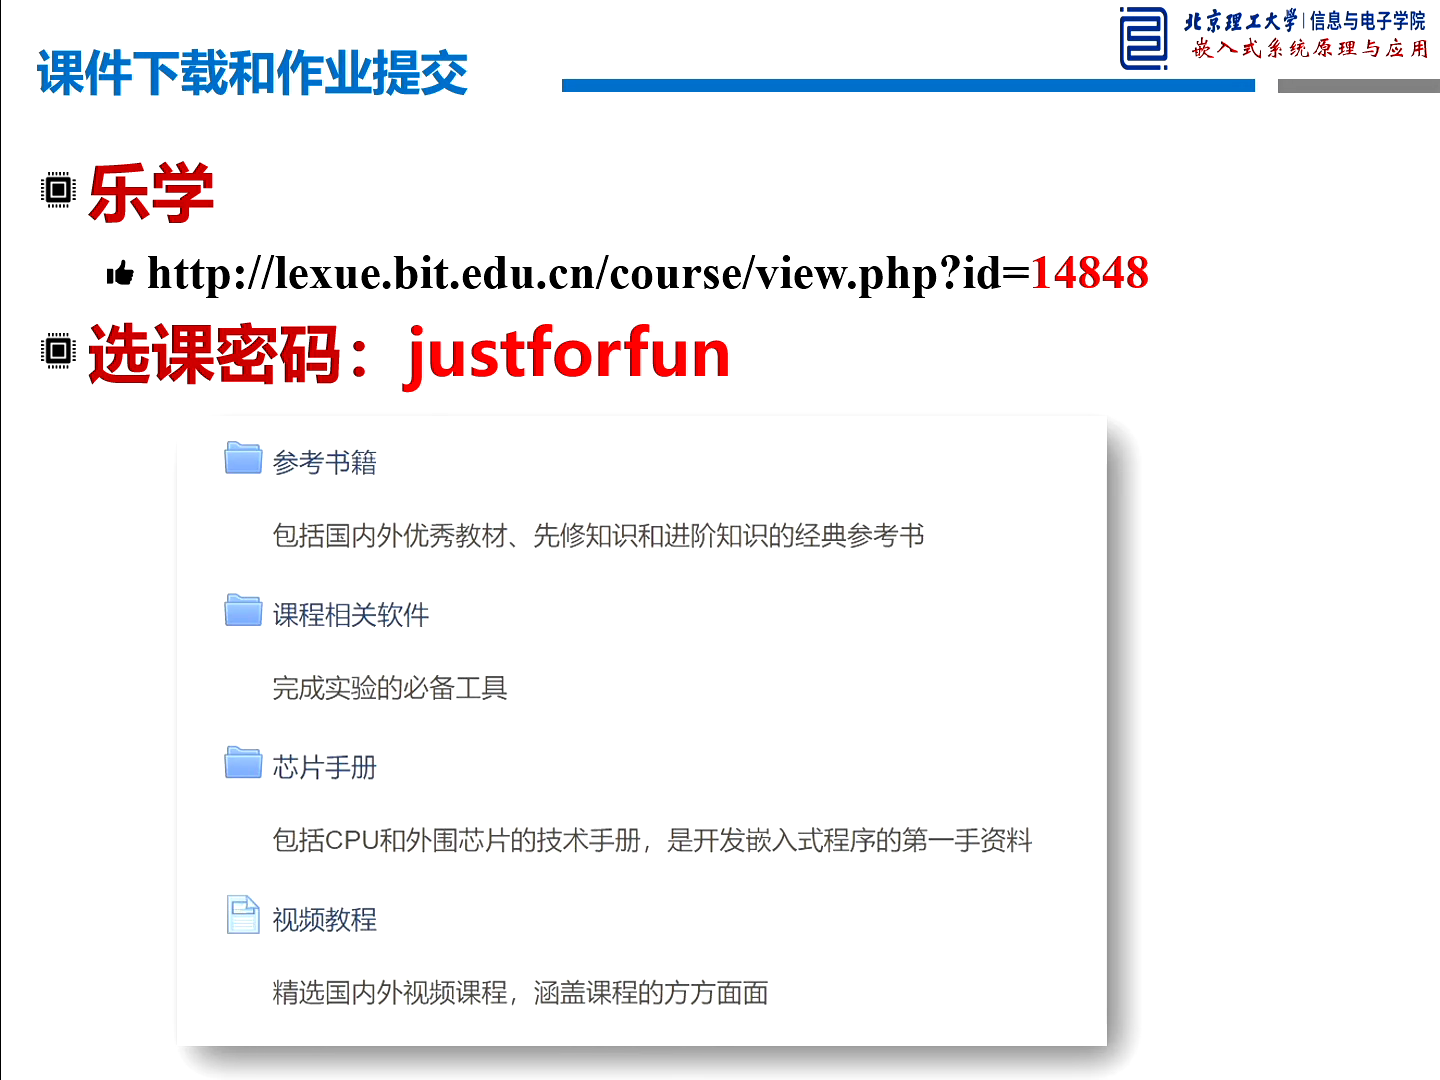 北京理工大学|信息与电子学院
嵌入式系统原理与应用
课件下载和作业提交
乐学
http://lexue.bit.edu.cn/course/view.php?id=14848
选课密码：justforfun
参考书籍
包括国内外优秀教材、先修知识和进阶知识的经典参考书
课程相关软件
完成实验的必备工具
芯片手册
包括CPU和外围芯片的技术手册，是开发嵌入式程序的第一手资料
视频教程
精选国内外视频课程，涵盖课程的方方面面